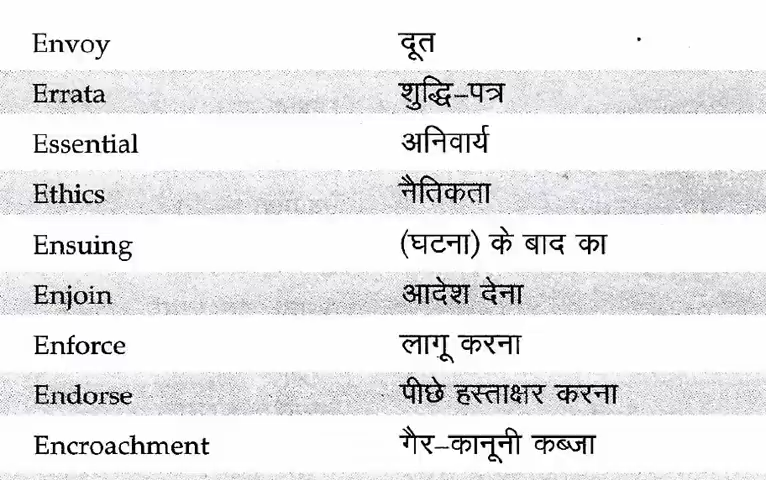 Envoy दूत
Errata शुद्धि-पत्र
Essential अनिवार्य
Ethics नैतिकता
Ensuing (घटना) के बाद का
Enjoin आदेश देना
Enforce लागू करना
Endorse पीछे हस्ताक्षर करना
Encroachment गैर-कानूनी कब्जा